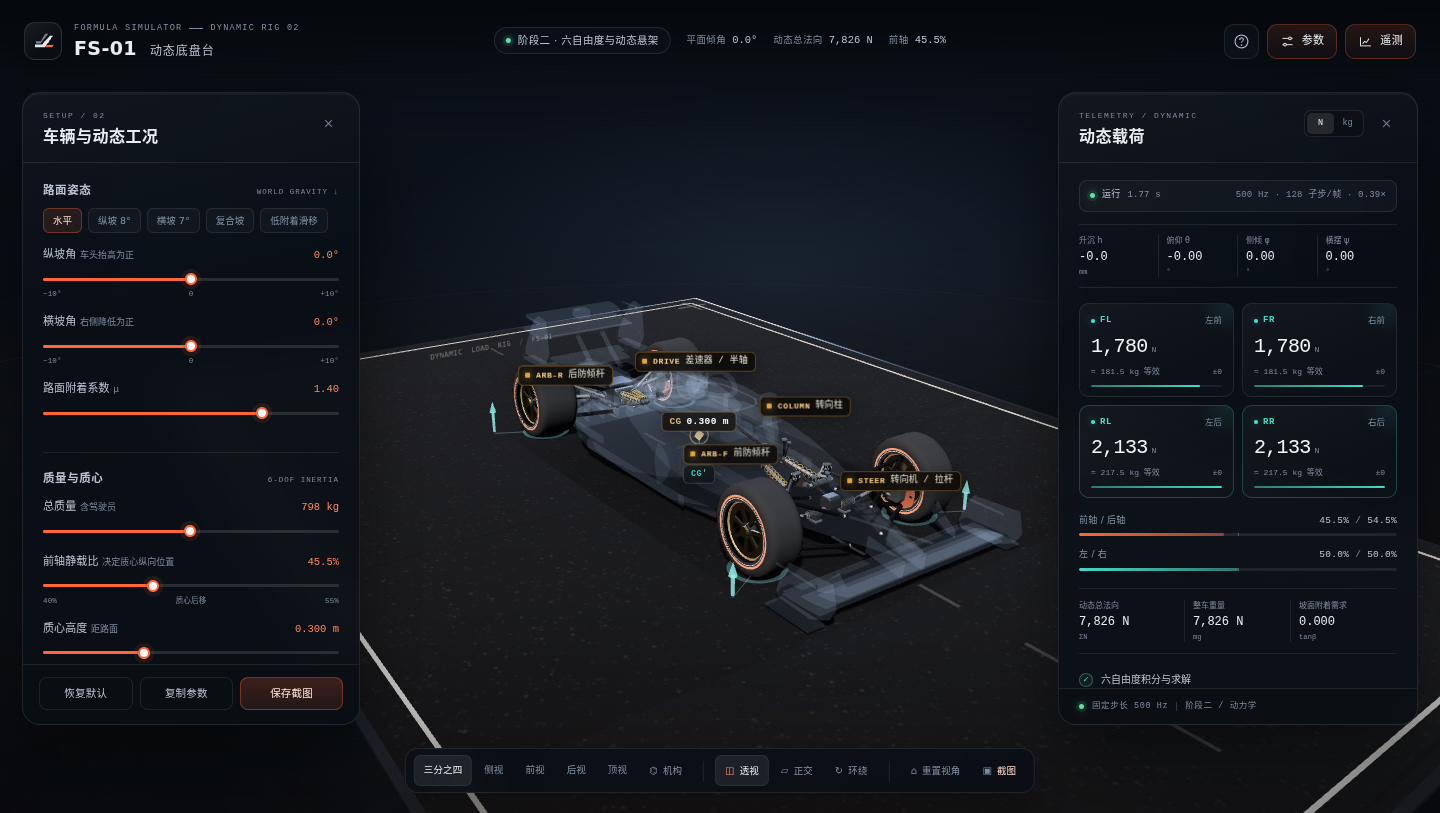 FORMULA SIMULATOR — DYNAMIC RIG 02
FS-01 动态底盘台
阶段二 · 六自由度与动态悬架
平面倾角 0.0°
动态总法向 7,826 N
前轴 45.5%
参数
遥测
SETUP / 02
车辆与动态工况
×
路面姿态
WORLD GRAVITY ↓
水平
纵坡 8°
横坡 7°
复合坡
低附着滑移
纵坡角 车头抬高为正
0.0°
−10°
0
+10°
横坡角 右侧降低为正
0.0°
−10°
0
+10°
路面附着系数 μ
1.40
质量与质心
6-DOF INERTIA
总质量 含驾驶员
798 kg
前轴静载比 决定质心纵向位置
45.5%
40%
质心后移
55%
质心高度 距路面
0.300 m
恢复默认
复制参数
保存截图
DYNAMIC LOAD RIG / FS-01
DRIVE 差速器 / 半轴
ARB-R 后防倾杆
COLUMN 转向柱
CG 0.300 m
ARB-F 前防倾杆
CG'
STEER 转向机 / 拉杆
TELEMETRY / DYNAMIC
动态载荷
N
kg
×
运行 1.77 s
500 Hz · 128 子步/帧 · 0.39×
升沉 h
-0.0
mm
俯仰 θ
-0.00
°
侧倾 φ
0.00
°
横摆 ψ
0.00
°
FL
左前
1,780 N
≈ 181.5 kg 等效
±0
FR
右前
1,780 N
≈ 181.5 kg 等效
±0
RL
左后
2,133 N
≈ 217.5 kg 等效
±0
RR
右后
2,133 N
≈ 217.5 kg 等效
±0
前轴 / 后轴
45.5% / 54.5%
左 / 右
50.0% / 50.0%
动态总法向
7,826 N
ΣN
整车重量
7,826 N
mg
坡面附着需求
0.000
tanβ
六自由度积分与求解
固定步长 500 Hz | 阶段二 / 动力学
三分之四
侧视
前视
后视
顶视
机构
透视
正交
环绕
重置视角
截图